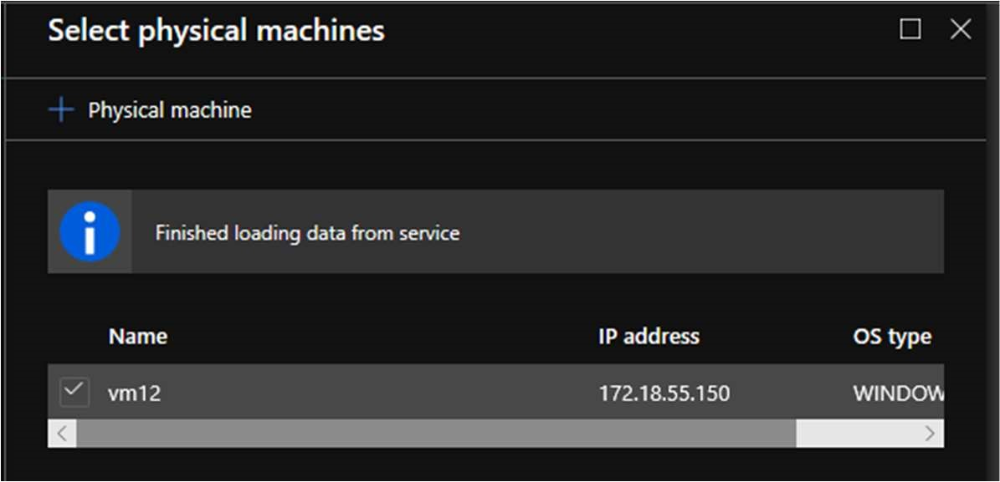 Select physical machines
Physical machine
Finished loading data from service
Name IP address OS type
vm12 172.18.55.150 WINDOW